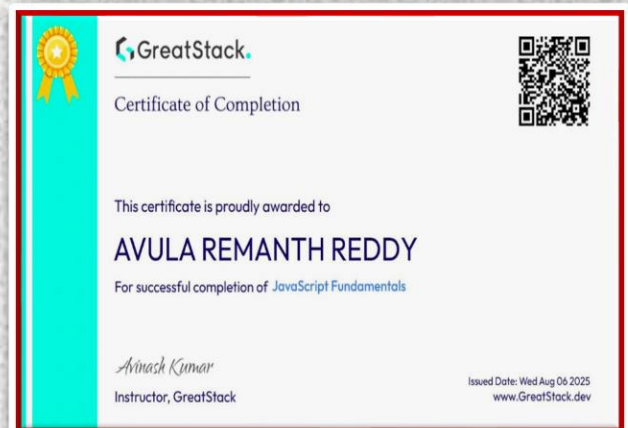 GreatStack.
Certificate of Completion
This certificate is proudly awarded to
AVULA REMANTH REDDY
For successful completion of JavaScript Fundamentals
Avinash Kumar
Instructor, GreatStack
Issued Date: Wed Aug 06 2025
www.GreatStack.dev